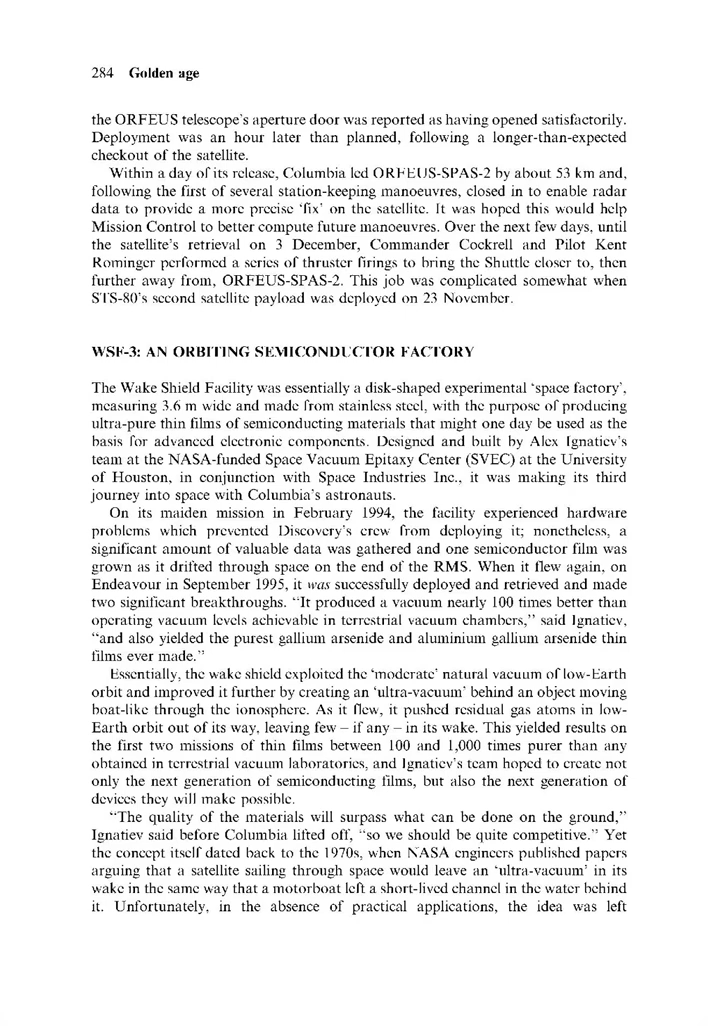 284 Golden age
the ORFEUS telescope's aperture door was reported as having opened satisfactorily.
Deployment was an hour later than planned, following a longer-than-expected
checkout of the satellite.
Within a day of its release, Columbia led ORFEUS-SPAS-2 by about 53 km and,
following the first of several station-keeping manoeuvres, closed in to enable radar
data to provide a more precise 'fix' on the satellite. It was hoped this would help
Mission Control to better compute future manoeuvres. Over the next few days, until
the satellite's retrieval on 3 December, Commander Cockrell and Pilot Kent
Rominger performed a series of thruster firings to bring the Shuttle closer to, then
further away from, ORFEUS-SPAS-2. This job was complicated somewhat when
STS-80's second satellite payload was deployed on 23 November.
WSF-3: AN ORBITING SEMICONDUCTOR FACTORY
The Wake Shield Facility was essentially a disk-shaped experimental 'space factory',
measuring 3.6 m wide and made from stainless steel, with the purpose of producing
ultra-pure thin films of semiconducting materials that might one day be used as the
basis for advanced electronic components. Designed and built by Alex Ignatiev's
team at the NASA-funded Space Vacuum Epitaxy Center (SVEC) at the University
of Houston, in conjunction with Space Industries Inc., it was making its third
journey into space with Columbia's astronauts.
On its maiden mission in February 1994, the facility experienced hardware
problems which prevented Discovery's crew from deploying it; nonetheless, a
significant amount of valuable data was gathered and one semiconductor film was
grown as it drifted through space on the end of the RMS. When it flew again, on
Endeavour in September 1995, it was successfully deployed and retrieved and made
two significant breakthroughs. "It produced a vacuum nearly 100 times better than
operating vacuum levels achievable in terrestrial vacuum chambers," said Ignatiev,
"and also yielded the purest gallium arsenide and aluminium gallium arsenide thin
films ever made."
Essentially, the wake shield exploited the 'moderate' natural vacuum of low-Earth
orbit and improved it further by creating an 'ultra-vacuum' behind an object moving
boat-like through the ionosphere. As it flew, it pushed residual gas atoms in low-
Earth orbit out of its way, leaving few – if any – in its wake. This yielded results on
the first two missions of thin films between 100 and 1,000 times purer than any
obtained in terrestrial vacuum laboratories, and Ignatiev's team hoped to create not
only the next generation of semiconducting films, but also the next generation of
devices they will make possible.
"The quality of the materials will surpass what can be done on the ground,"
Ignatiev said before Columbia lifted off, "so we should be quite competitive." Yet
the concept itself dated back to the 1970s, when NASA engineers published papers
arguing that a satellite sailing through space would leave an 'ultra-vacuum' in its
wake in the same way that a motorboat left a short-lived channel in the water behind
it. Unfortunately, in the absence of practical applications, the idea was left